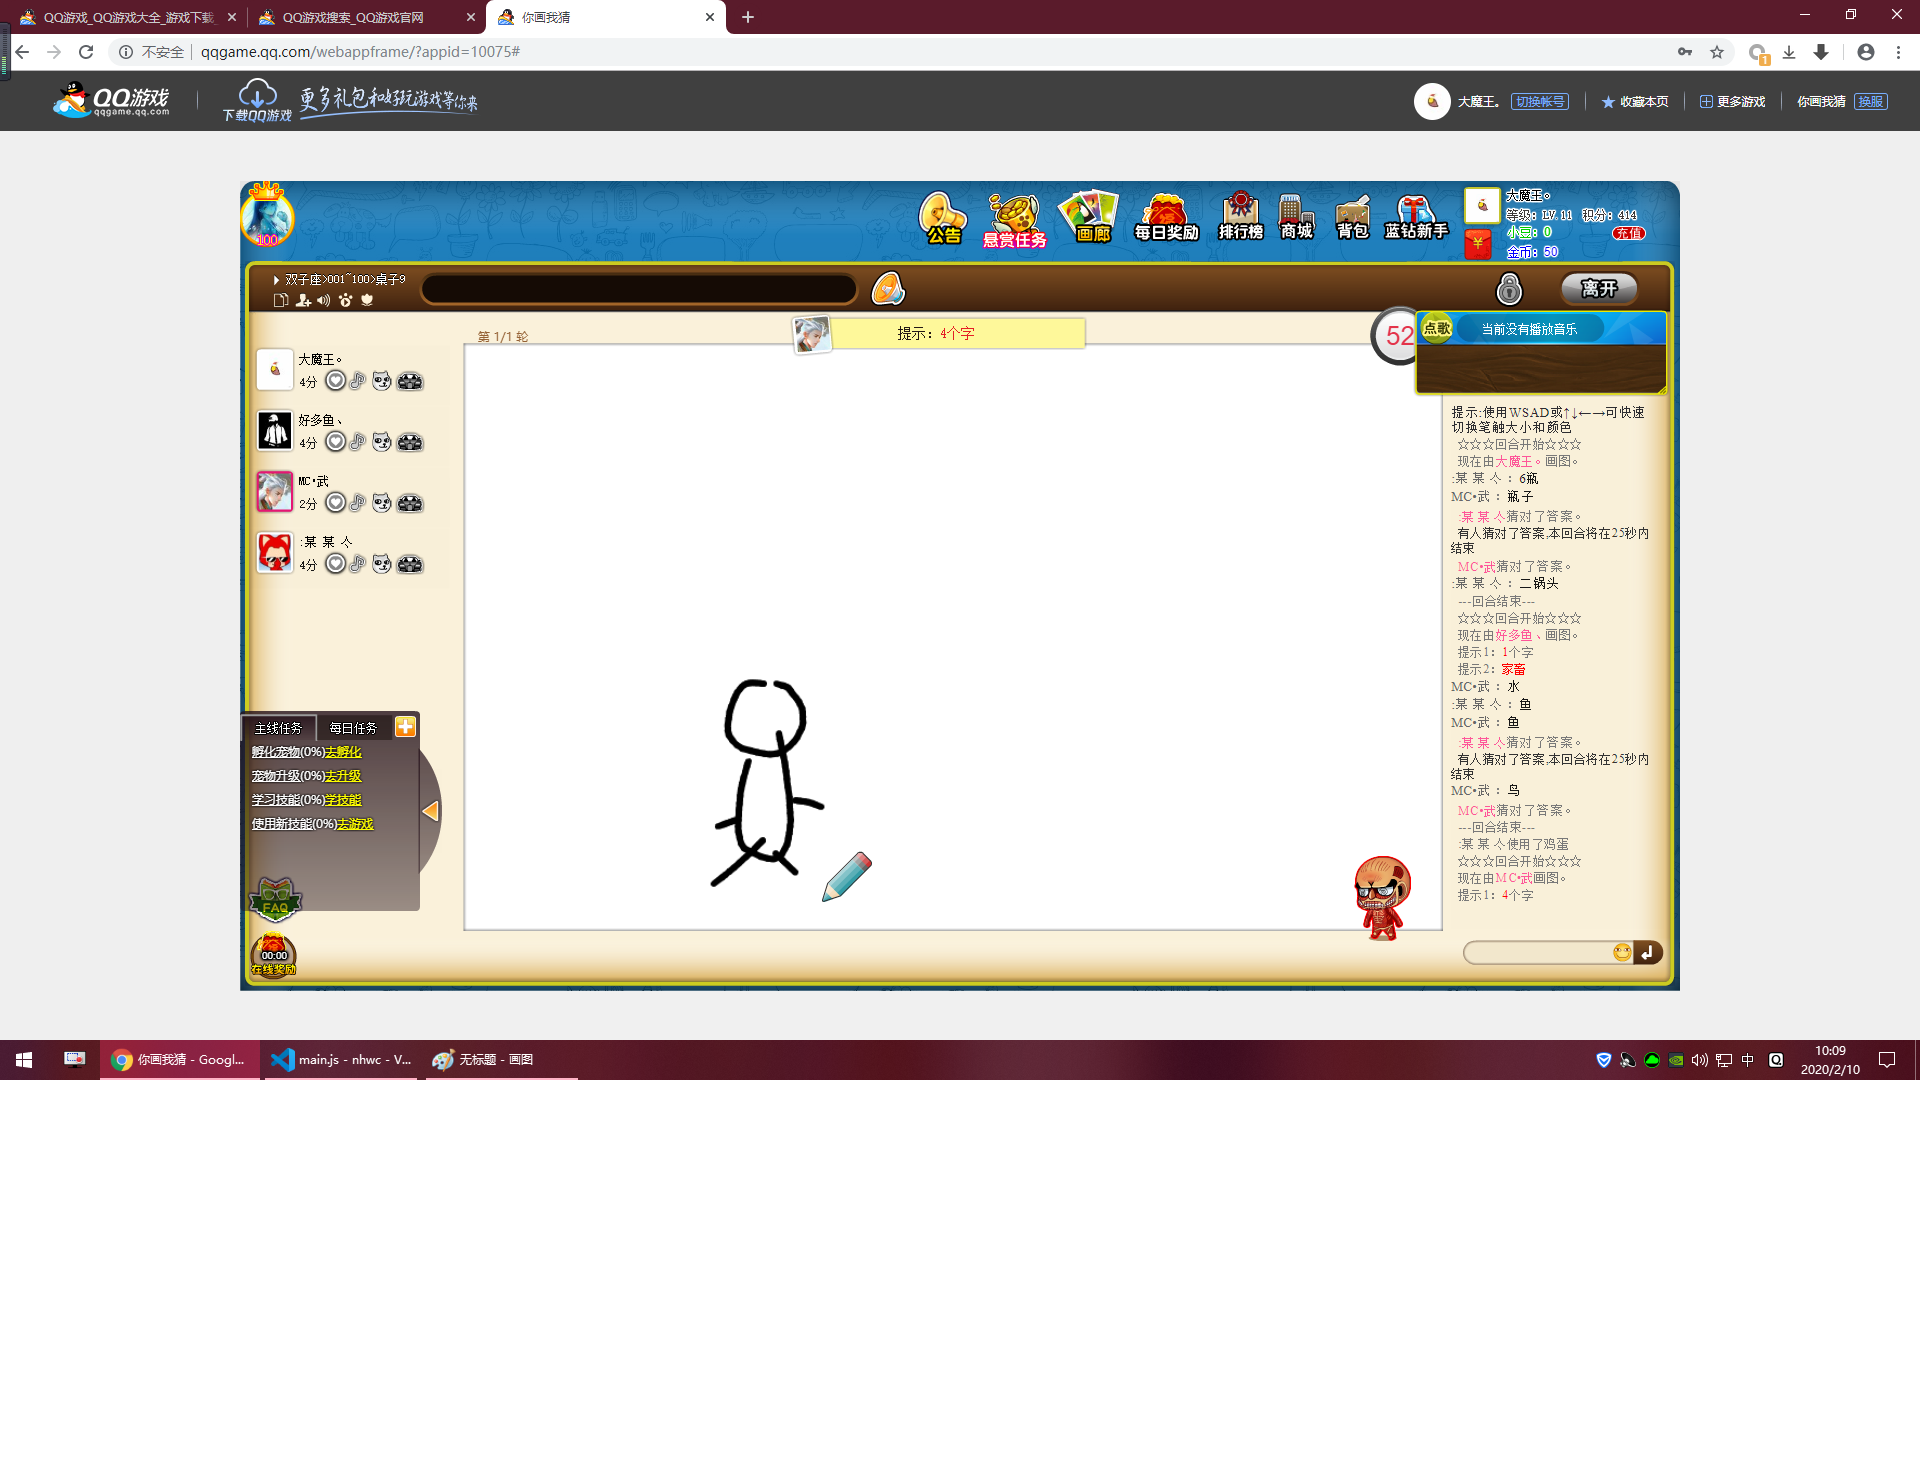 QQ游戏_QQ游戏大全_游戏下载_
QQ游戏搜索_QQ游戏官网
你画我猜
不安全
qqgame.qq.com/webappframe/?appid=10075#
1
QQ游戏
qqgame.qq.com
下载QQ游戏
更多礼包和好玩游戏等你来
大魔王。
切换帐号
收藏本页
更多游戏
你画我猜
换服
100
公告
悬赏任务
画廊
每日奖励
排行榜
商城
背包
蓝钻新手
大魔王。
等级：LV.11 积分：414
小豆：0
充值
金币：50
双子座>001~100>桌子9
离开
第 1/1 轮
提示：4个字
52
点歌
当前没有播放音乐
大魔王。
4分
好多鱼、
4分
MC·武
2分
:某 某 亽
4分
提示:使用WSAD或↑↓←→可快速
切换笔触大小和颜色
☆☆☆回合开始☆☆☆
现在由大魔王。画图。
:某 某 亽 ：6瓶
MC•武 ：瓶子
:某 某 亽猜对了答案。
有人猜对了答案,本回合将在25秒内
结束
MC•武猜对了答案。
:某 某 亽 ：二锅头
---回合结束---
☆☆☆回合开始☆☆☆
现在由好多鱼、画图。
提示1：1个字
提示2：家畜
MC•武 ：水
:某 某 亽 ：鱼
MC•武 ：鱼
:某 某 亽猜对了答案。
有人猜对了答案,本回合将在25秒内
结束
MC•武 ：鸟
MC•武猜对了答案。
---回合结束---
:某 某 亽使用了鸡蛋
☆☆☆回合开始☆☆☆
现在由MC•武画图。
提示1：4个字
主线任务
每日任务
孵化宠物(0%)去孵化
宠物升级(0%)去升级
学习技能(0%)学技能
使用新技能(0%)去游戏
FAQ
00:00
在线奖励
你画我猜 - Googl...
main.js - nhwc - V...
无标题 - 画图
中
10:09
2020/2/10